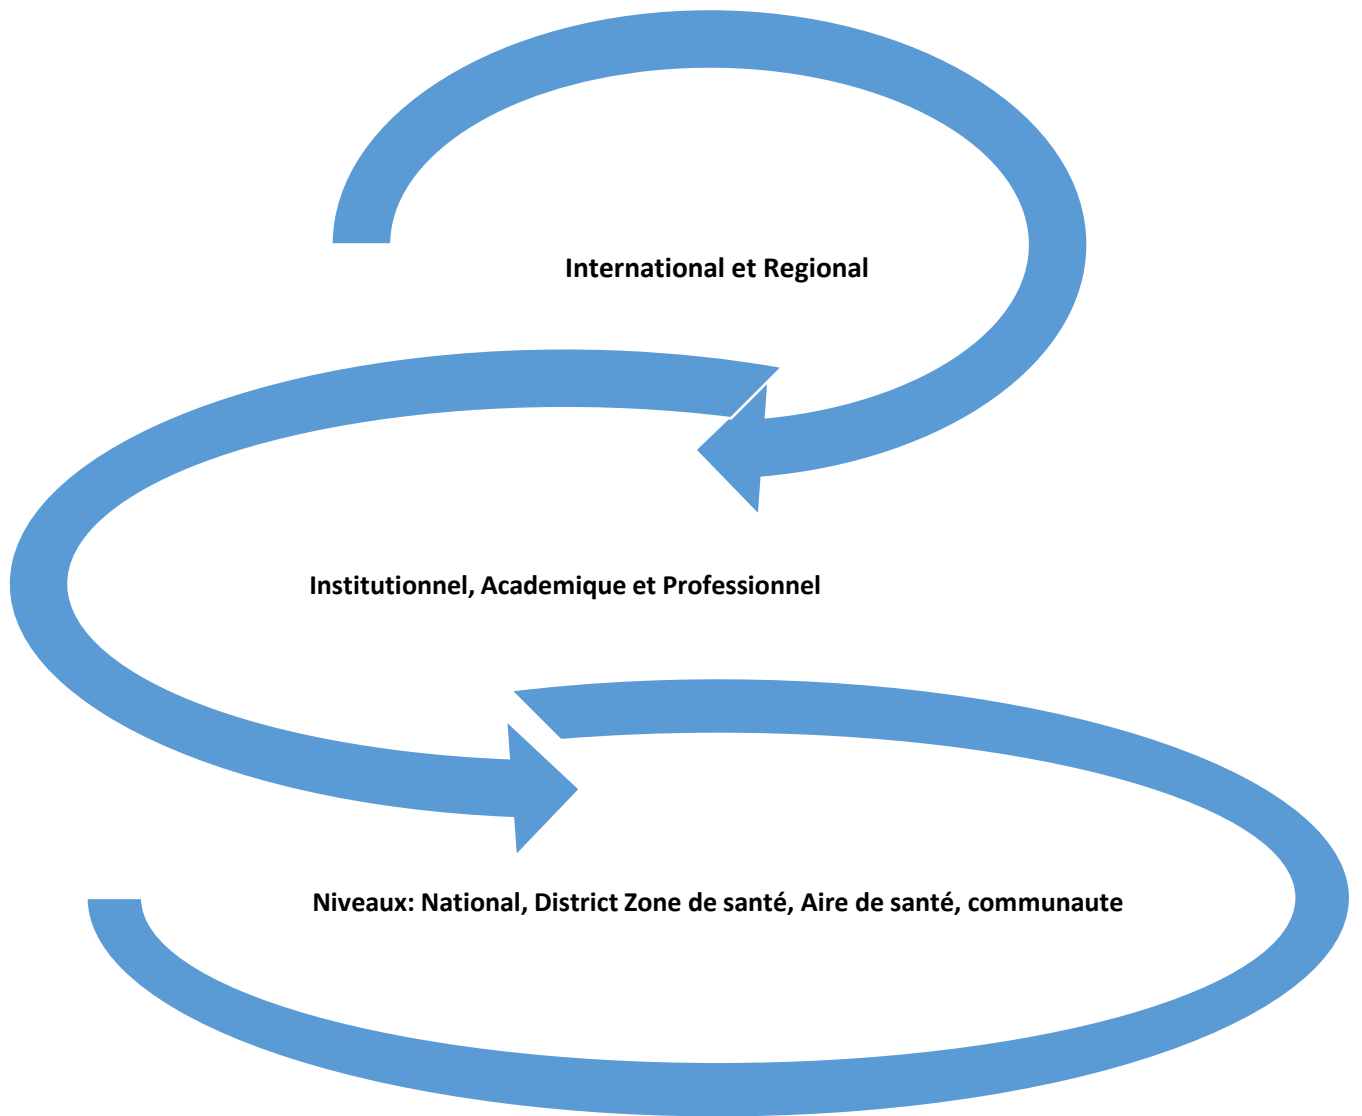 International et Regional
Institutionnel, Academique et Professionnel
Niveaux: National, District Zone de santé, Aire de santé, communaute